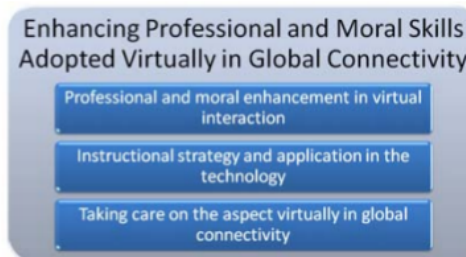 Enhancing Professional and Moral Skills
Adopted Virtually in Global Connectivity
Professional and moral enhancement in virtual
interaction
Instructional strategy and application in the
technology
Taking care on the aspect virtually in global
connectivity